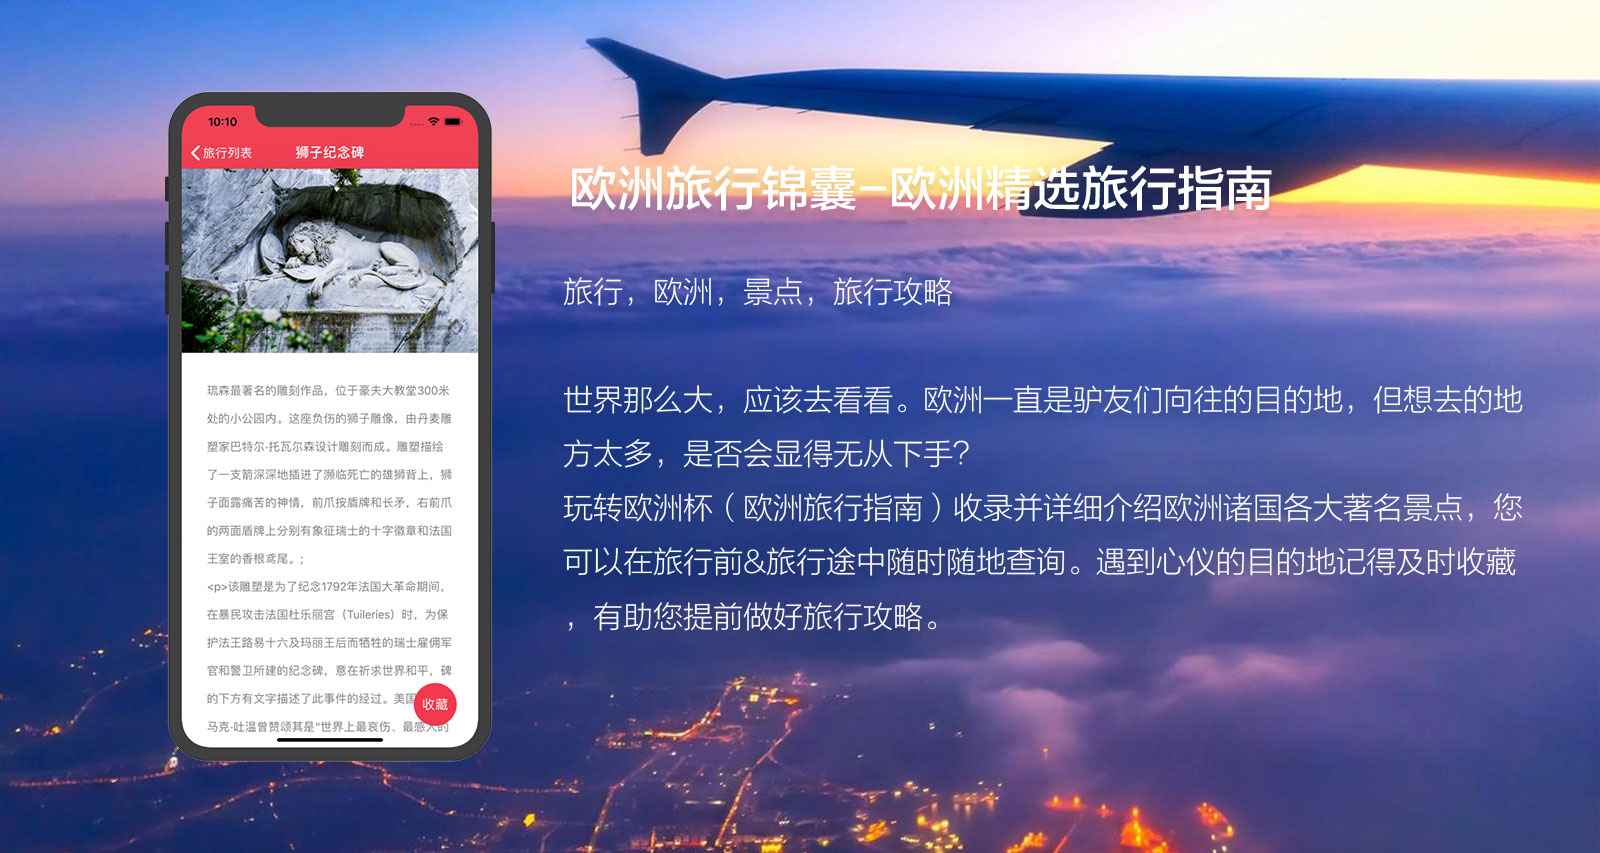 10:10
旅行列表
狮子纪念碑
琉森最著名的雕刻作品，位于豪夫大教堂300米
处的小公园内。这座负伤的狮子雕像，由丹麦雕
塑家巴特尔·托瓦尔森设计雕刻而成。雕塑描绘
了一支箭深深地插进了濒临死亡的雄狮背上，狮
子面露痛苦的神情，前爪按盾牌和长矛，右前爪
的两面盾牌上分别有象征瑞士的十字徽章和法国
王室的香根鸢尾。;
<p>该雕塑是为了纪念1792年法国大革命期间，
在暴民攻击法国杜乐丽宫（Tuileries）时，为保
护法王路易十六及玛丽王后而牺牲的瑞士雇佣军
官和警卫所建的纪念碑，意在祈求世界和平，碑
的下方有文字描述了此事件的经过。美国
马克·吐温曾赞颂其是“世界上最哀伤、最感人的
收藏
欧洲旅行锦囊-欧洲精选旅行指南
旅行，欧洲，景点，旅行攻略
世界那么大，应该去看看。欧洲一直是驴友们向往的目的地，但想去的地
方太多，是否会显得无从下手？
玩转欧洲杯（欧洲旅行指南）收录并详细介绍欧洲诸国各大著名景点，您
可以在旅行前&旅行途中随时随地查询。遇到心仪的目的地记得及时收藏
，有助您提前做好旅行攻略。